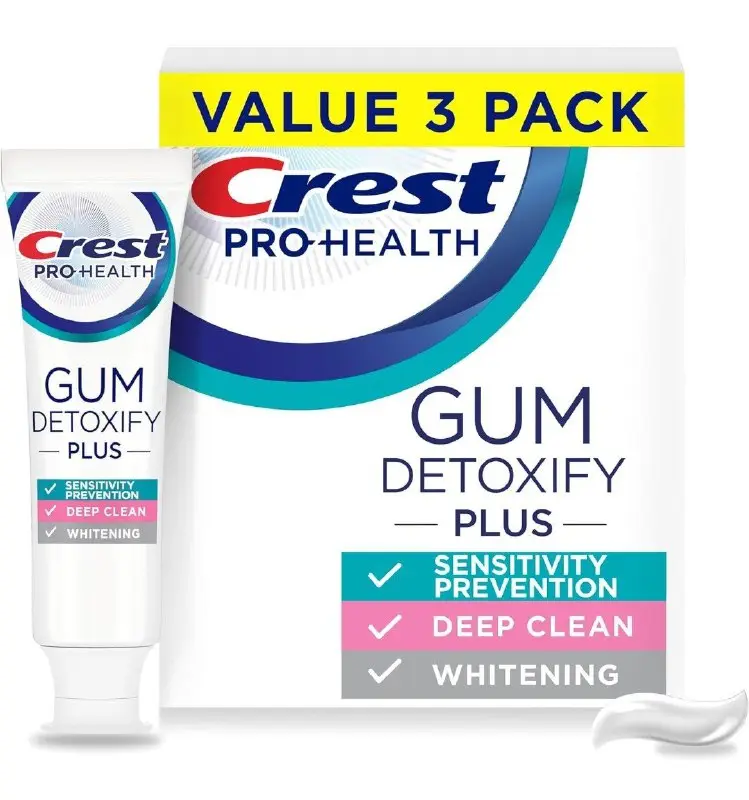 VALUE 3 PACK
Crest
PRO-HEALTH
GUM
DETOXIFY
PLUS
SENSITIVITY
PREVENTION
DEEP CLEAN
WHITENING
Crest
PRO-HEALTH
GUM
DETOXIFY
PLUS
SENSITIVITY
PREVENTION
DEEP CLEAN
WHITENING